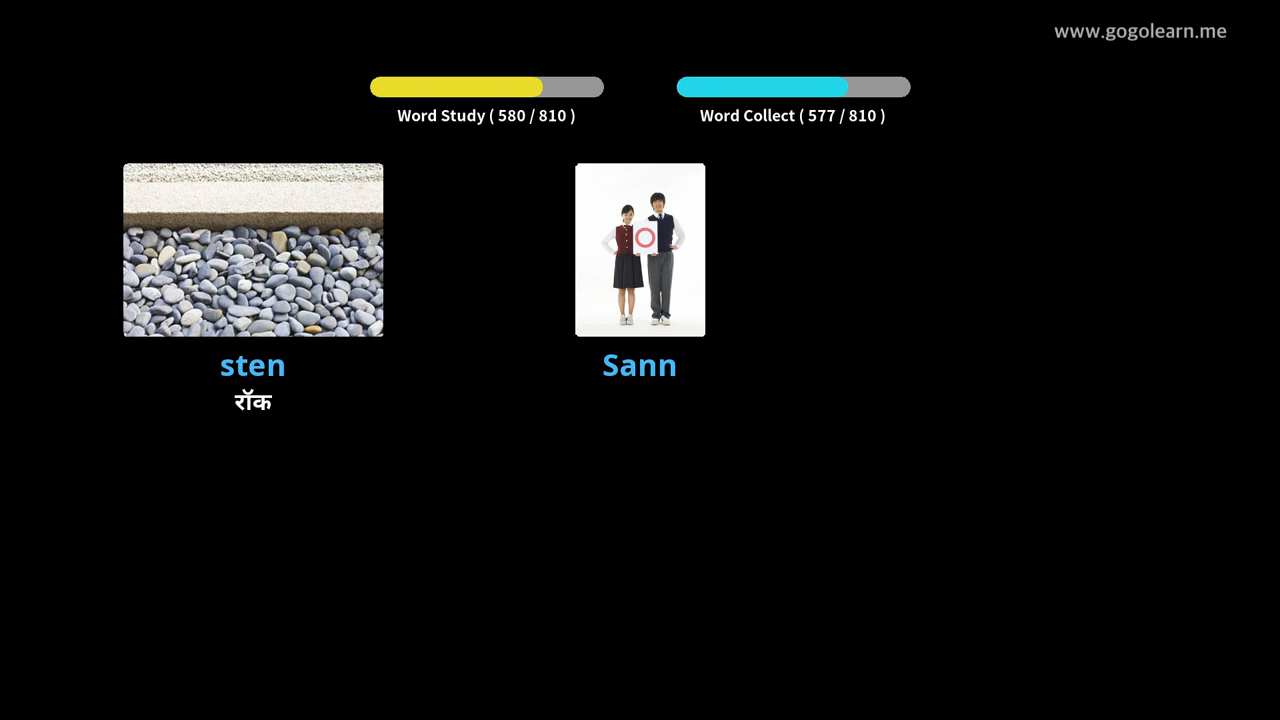 www.gogolearn.me
Word Study ( 580 / 810 )
Word Collect ( 577 / 810 )
sten
रॉक
Sann